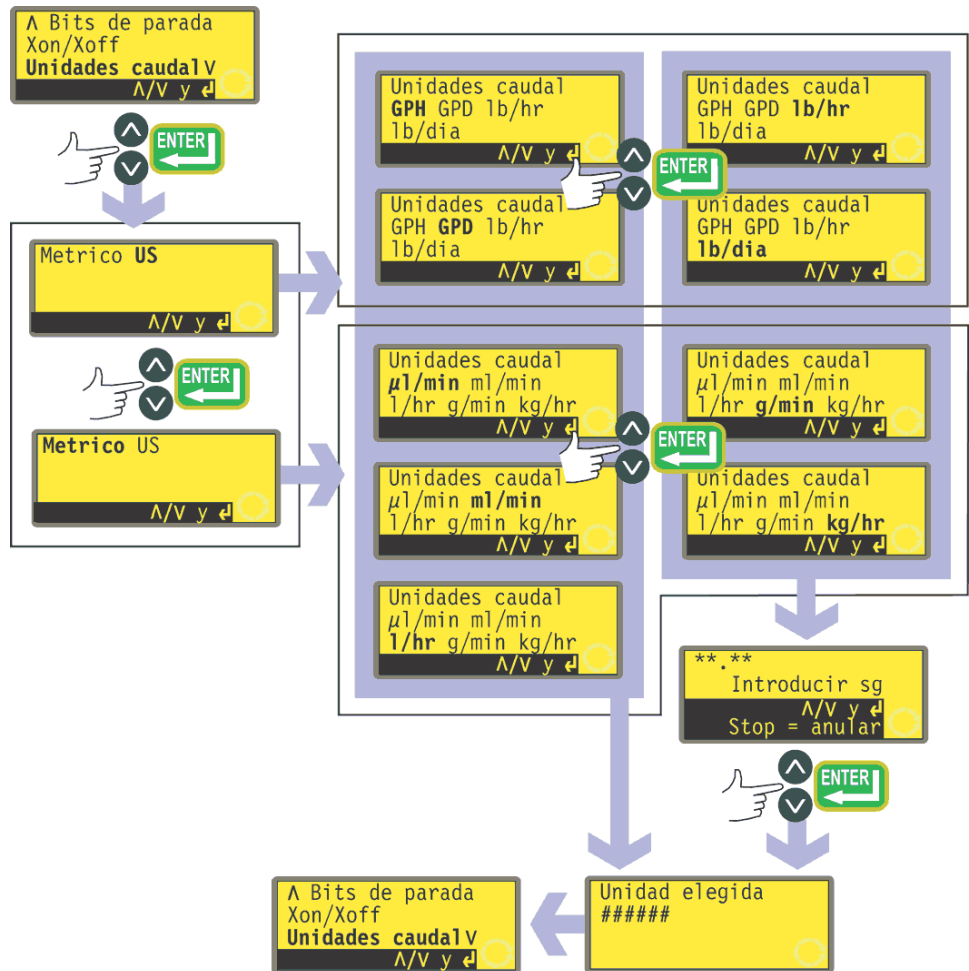 Λ Bits de parada
Xon/Xoff
Unidades caudal V
Λ/V y ↲
ENTER
Metrico US
Λ/V y ↲
ENTER
Metrico US
Λ/V y ↲
Unidades caudal
GPH GPD lb/hr
lb/dia
Λ/V y ↲
Unidades caudal
GPH GPD lb/hr
lb/dia
Λ/V y ↲
ENTER
Unidades caudal
GPH GPD lb/hr
lb/dia
Λ/V y ↲
Unidades caudal
GPH GPD lb/hr
lb/dia
Λ/V y ↲
Unidades caudal
µl/min ml/min
l/hr g/min kg/hr
Λ/V y ↲
Unidades caudal
µl/min ml/min
l/hr g/min kg/hr
Λ/V y ↲
ENTER
Unidades caudal
µl/min ml/min
l/hr g/min kg/hr
Λ/V y ↲
Unidades caudal
µl/min ml/min
l/hr g/min kg/hr
Λ/V y ↲
Unidades caudal
µl/min ml/min
l/hr g/min kg/hr
Λ/V y ↲
**.**
Introducir sg
Λ/V y ↲
Stop = anular
ENTER
Unidad elegida
######
Λ Bits de parada
Xon/Xoff
Unidades caudal V
Λ/V y ↲